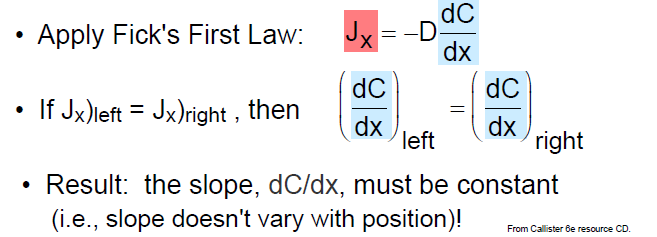 • Apply Fick's First Law: Jx = −D dC/dx
• If Jx)left = Jx)right , then (dC/dx)left = (dC/dx)right
• Result: the slope, dC/dx, must be constant
(i.e., slope doesn't vary with position)!
From Callister 6e resource CD.